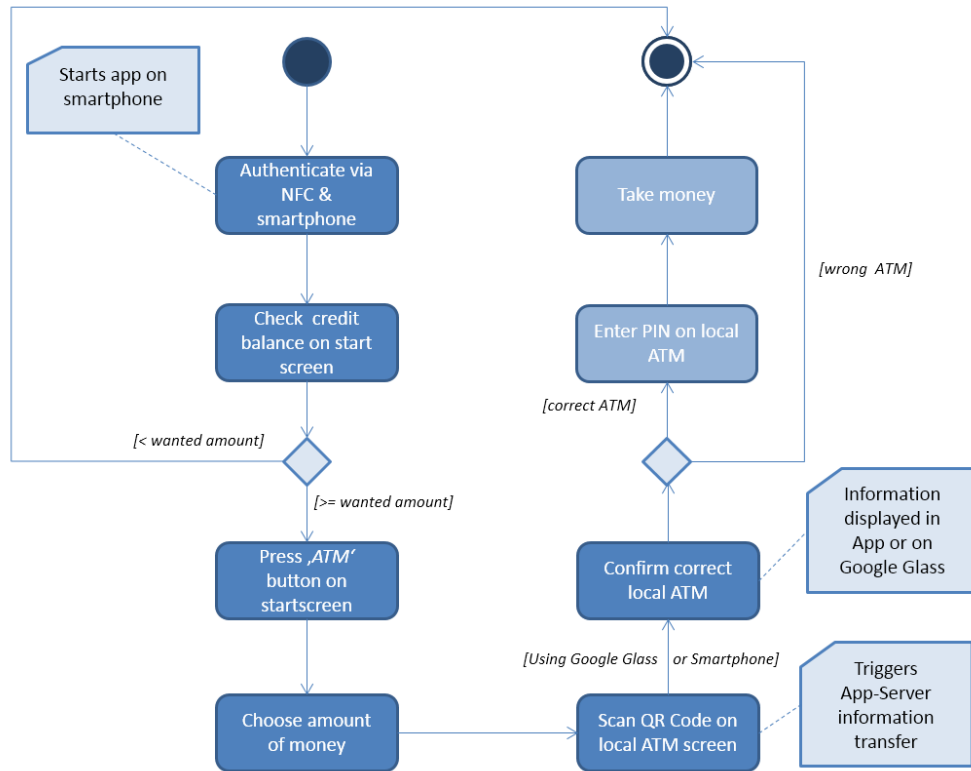 Starts app on
smartphone
Authenticate via
NFC &
smartphone
Check  credit
balance on start
screen
[< wanted amount]
[>= wanted amount]
Press ‚ATM‘
button on
startscreen
Choose amount
of money
Take money
[wrong  ATM]
Enter PIN on local
ATM
[correct ATM]
Information
displayed in
App or on
Google Glass
Confirm correct
local ATM
[Using Google Glass   or Smartphone]
Scan QR Code on
local ATM screen
Triggers
App-Server
information
transfer